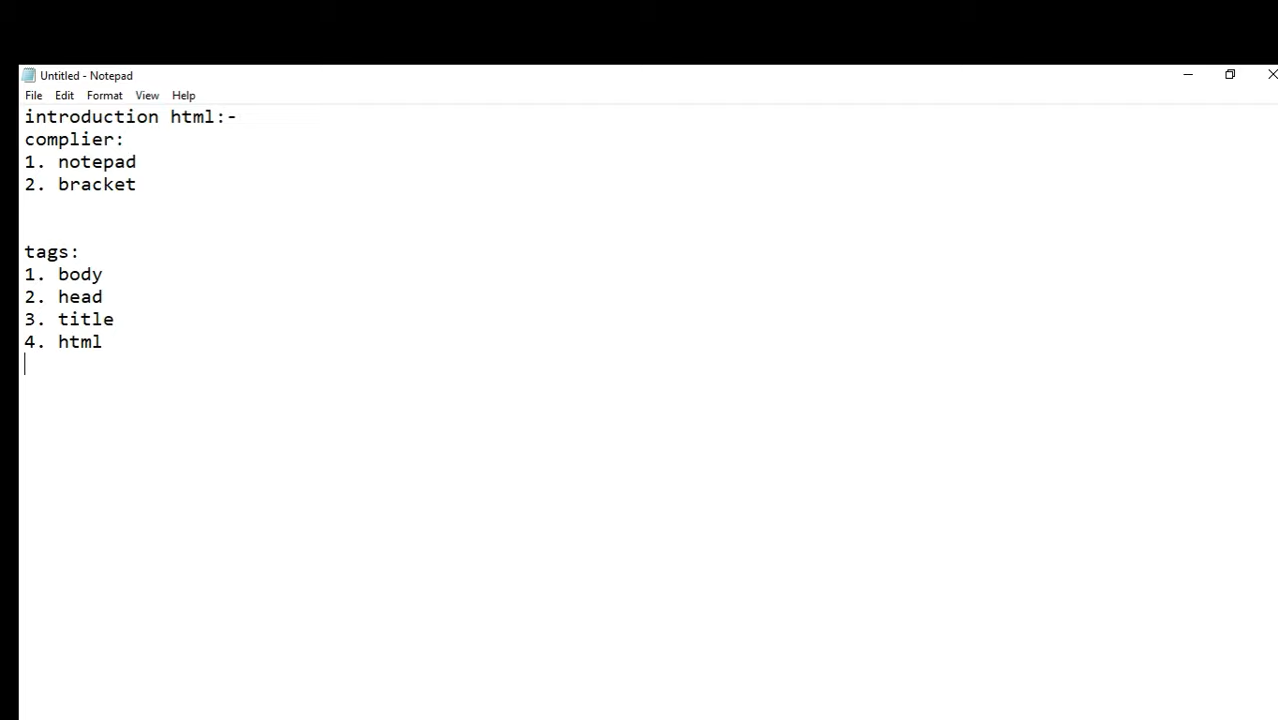 Untitled - Notepad
File Edit Format View Help
introduction html:-
complier:
1. notepad
2. bracket
tags:
1. body
2. head
3. title
4. html